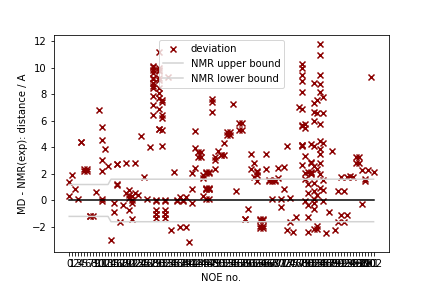 deviation
NMR upper bound
NMR lower bound
MD - NMR(exp): distance / A
12
10
8
6
4
2
0
−2
NOE no.